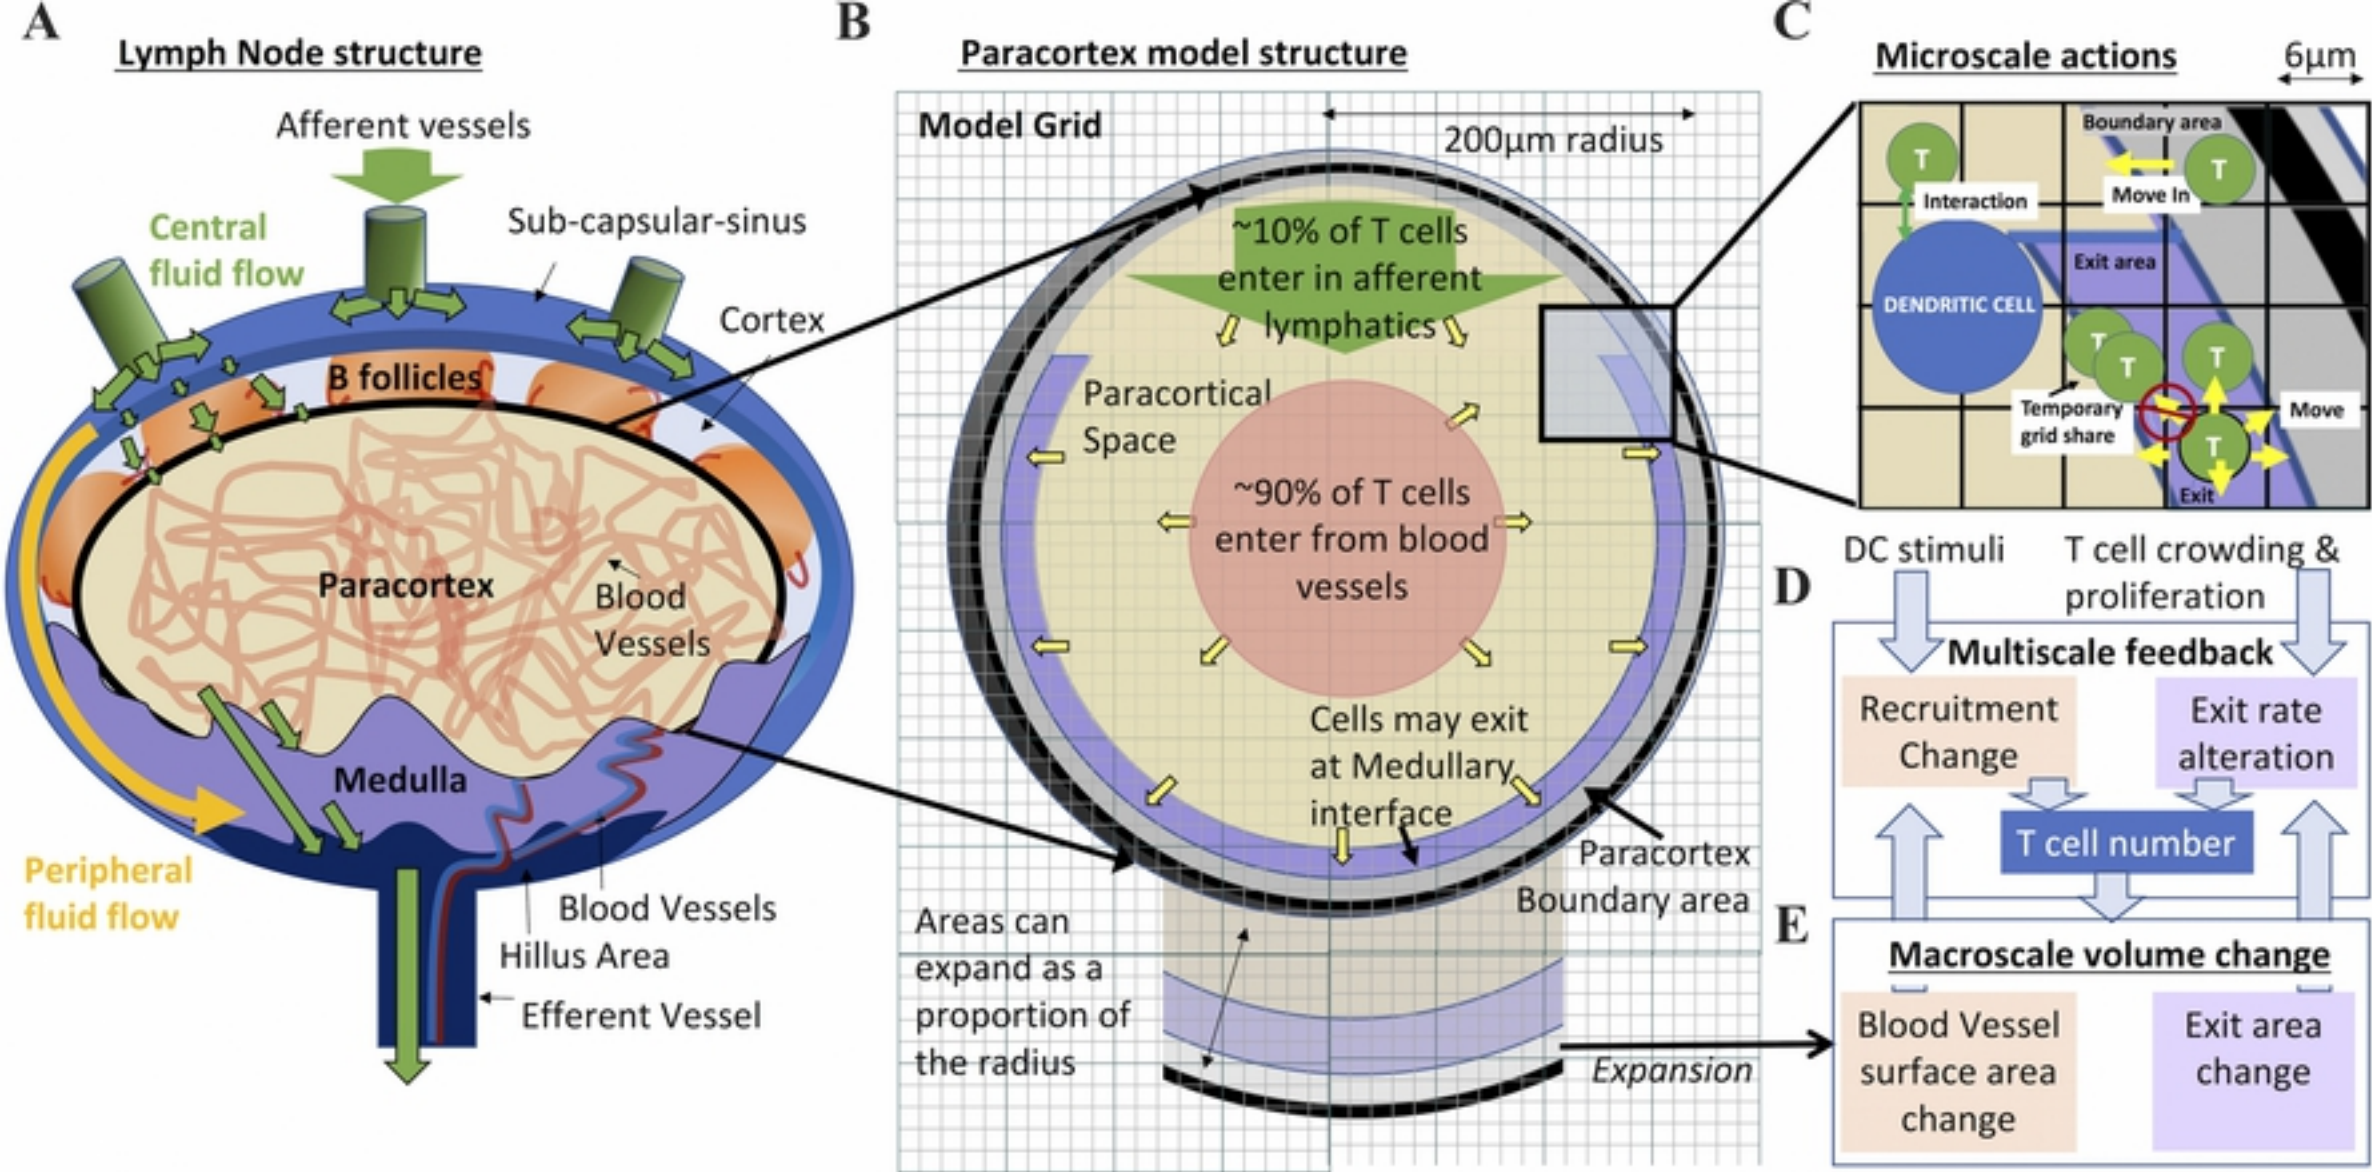 A
Lymph Node structure
Afferent vessels
Central
fluid flow
Sub-capsular-sinus
Cortex
B follicles
Paracortex
Blood
Vessels
Medulla
Peripheral
fluid flow
Blood Vessels
Hillus Area
Efferent Vessel
B
Paracortex model structure
Model Grid
200μm radius
~10% of T cells
enter in afferent
lymphatics
Paracortical
Space
~90% of T cells
enter from blood
vessels
Cells may exit
at Medullary
interface
Paracortex
Boundary area
Areas can
expand as a
proportion of
the radius
Expansion
C
Microscale actions
6μm
Boundary area
T
T
Interaction
Move In
Exit area
DENDRITIC CELL
T
T
T
Temporary
grid share
Move
T
Exit
DC stimuli
T cell crowding &
proliferation
D
Multiscale feedback
Recruitment
Change
Exit rate
alteration
T cell number
E
Macroscale volume change
Blood Vessel
surface area
change
Exit area
change